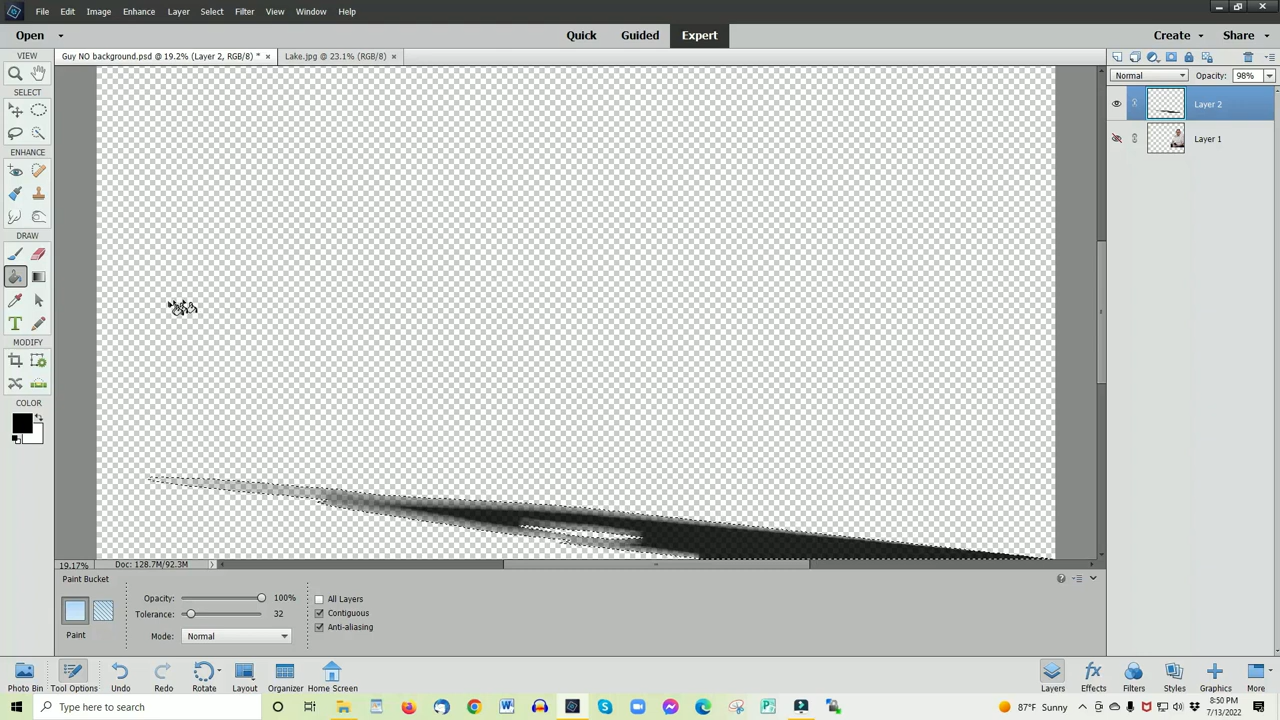 File Edit Image Enhance Layer Select Filter View Window Help
Open Quick Guided Expert Create Share
VIEW Guy NO background.psd @ 19.2% (Layer 2, RGB/8) * × Lake.jpg @ 23.1% (RGB/8) ×
Normal Opacity: 98%
SELECT
Layer 2
Layer 1
ENHANCE
DRAW
T
MODIFY
COLOR
19.17% Doc: 128.7M/92.3M
Paint Bucket
Opacity: 100% All Layers
Tolerance: 32 Contiguous
Paint Mode: Normal Anti-aliasing
Photo Bin Tool Options Undo Redo Rotate Layout Organizer Home Screen Layers Effects Filters Styles Graphics More
Type here to search 87°F Sunny 8:50 PM
7/13/2022